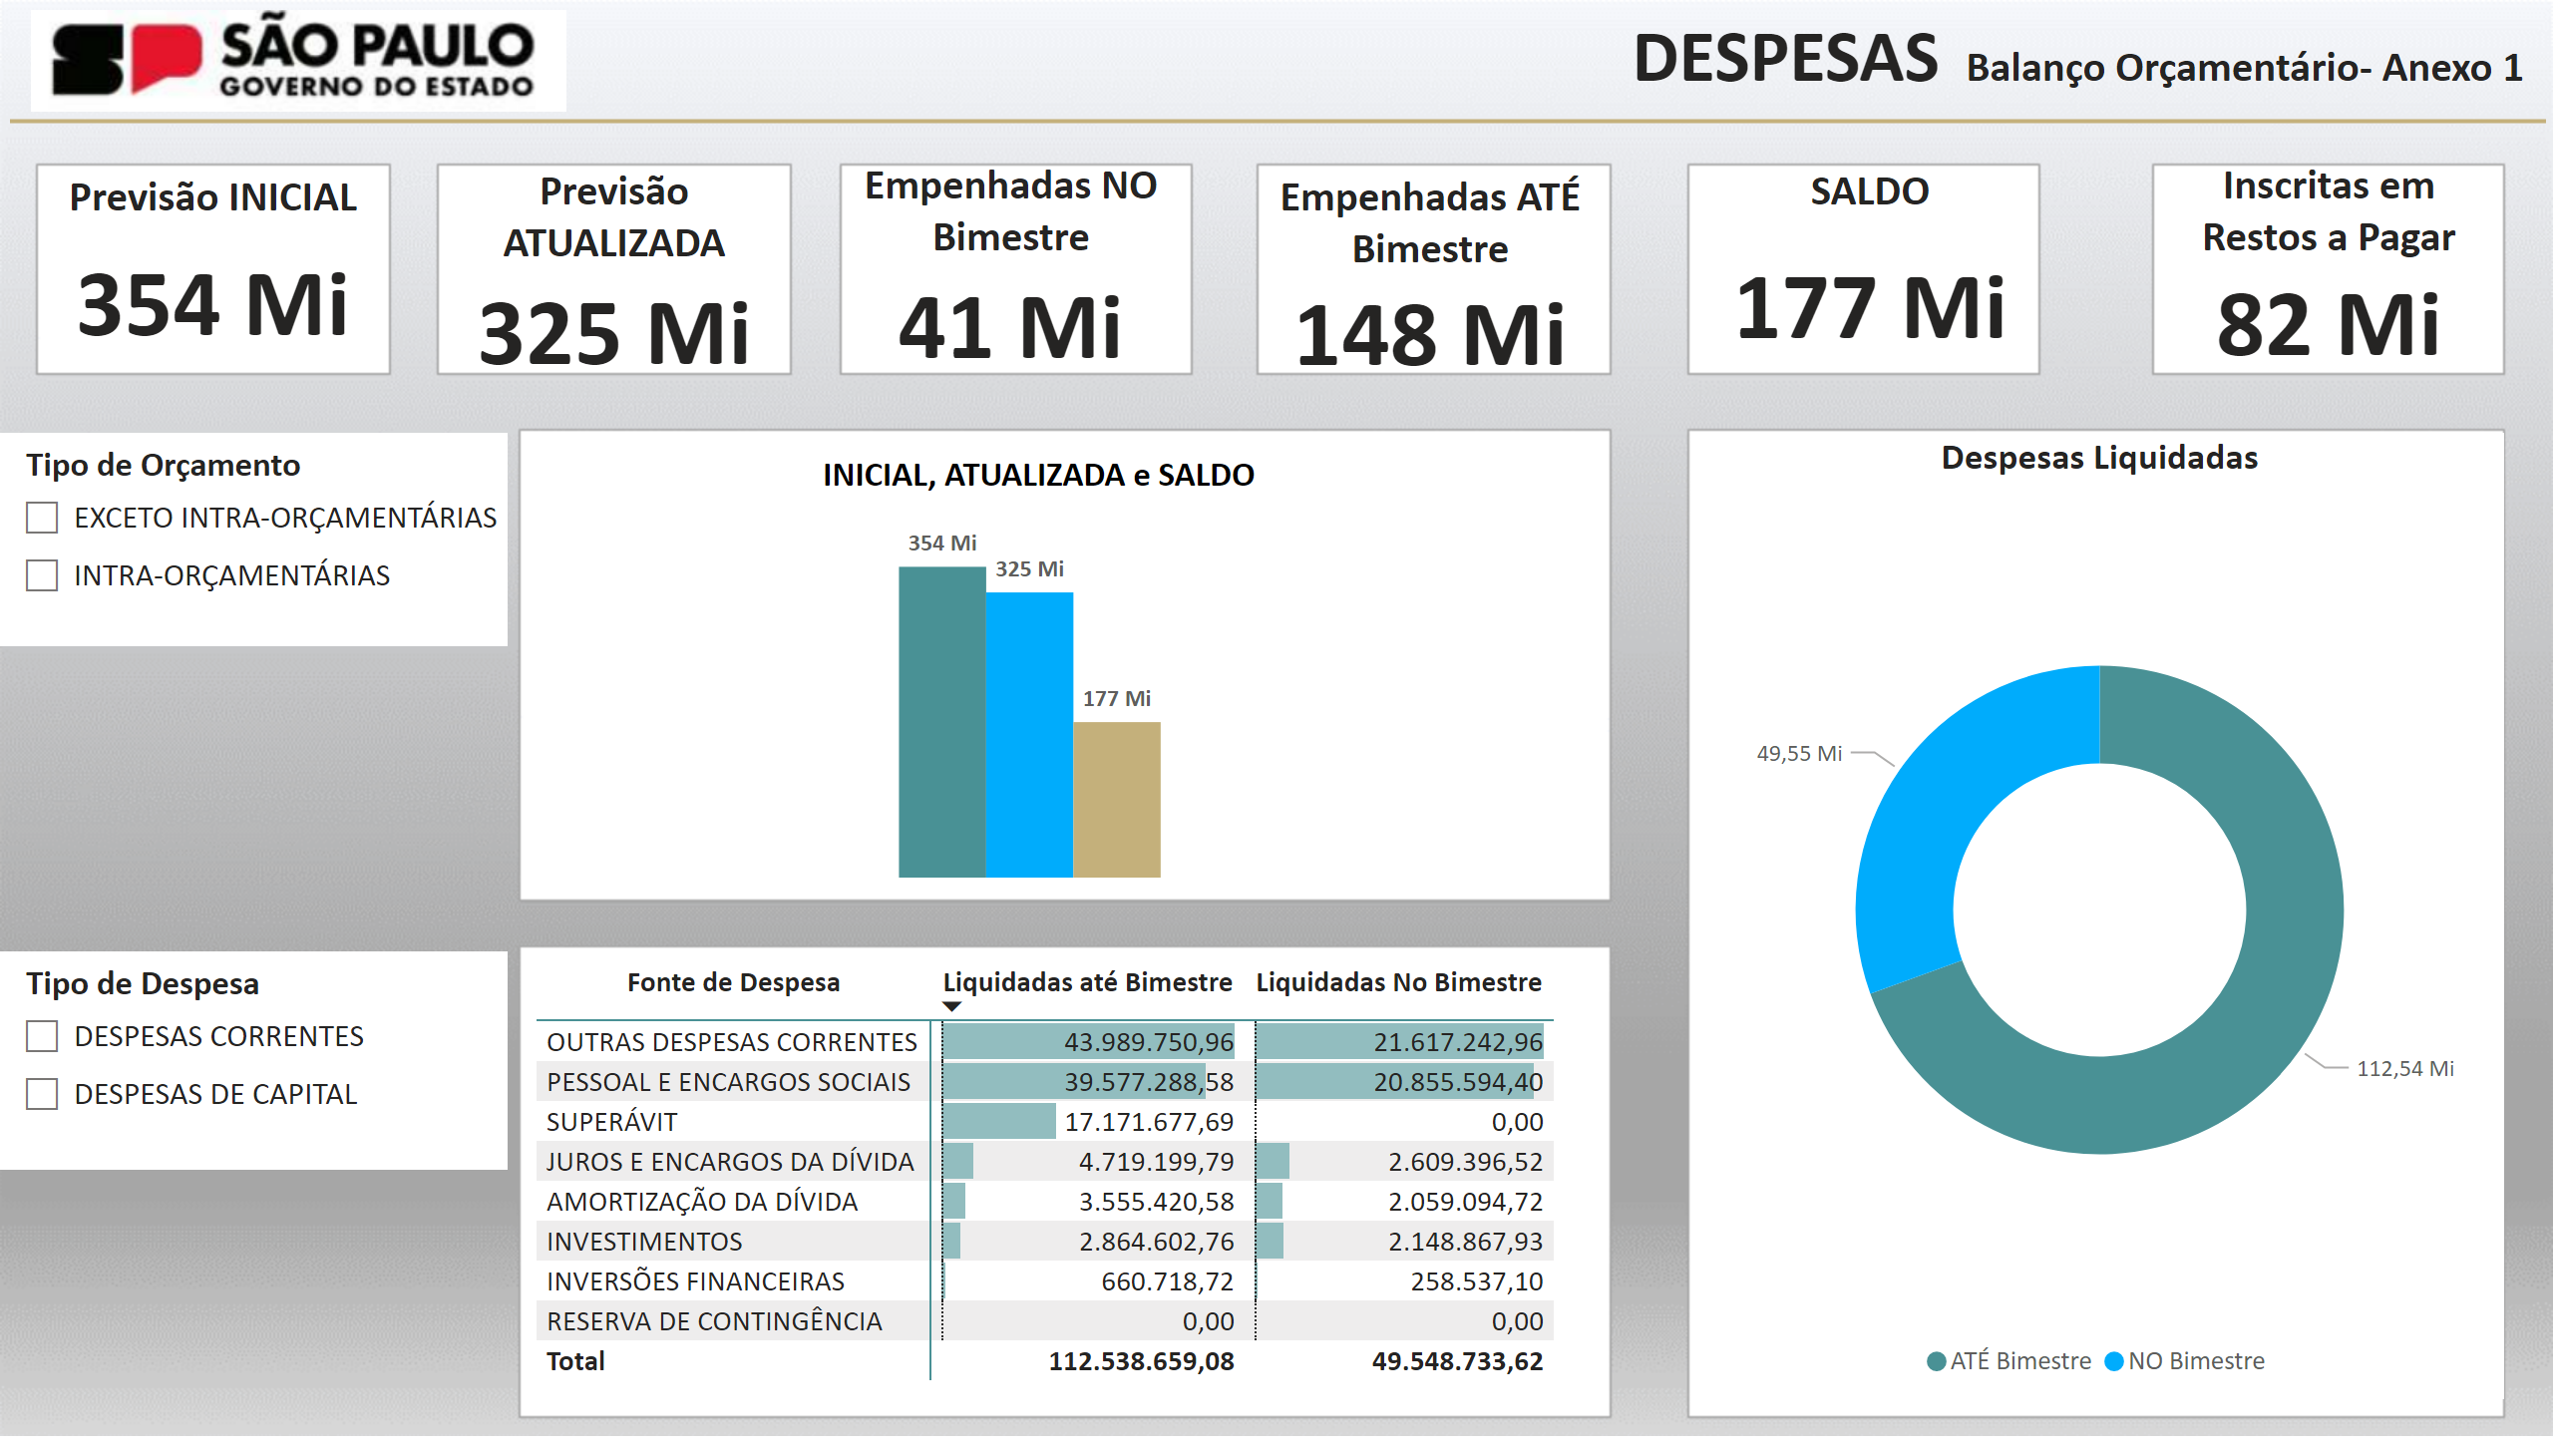 SÃO PAULO
GOVERNO DO ESTADO
DESPESAS Balanço Orçamentário- Anexo 1
Previsão INICIAL
354 Mi
Previsão
ATUALIZADA
325 Mi
Empenhadas NO
Bimestre
41 Mi
Empenhadas ATÉ
Bimestre
148 Mi
SALDO
177 Mi
Inscritas em
Restos a Pagar
82 Mi
Tipo de Orçamento
EXCETO INTRA-ORÇAMENTÁRIAS
INTRA-ORÇAMENTÁRIAS
INICIAL, ATUALIZADA e SALDO
354 Mi
325 Mi
177 Mi
Despesas Liquidadas
49,55 Mi
112,54 Mi
ATÉ Bimestre NO Bimestre
Tipo de Despesa
DESPESAS CORRENTES
DESPESAS DE CAPITAL
Fonte de Despesa Liquidadas até Bimestre Liquidadas No Bimestre
OUTRAS DESPESAS CORRENTES 43.989.750,96 21.617.242,96
PESSOAL E ENCARGOS SOCIAIS 39.577.288,58 20.855.594,40
SUPERÁVIT 17.171.677,69 0,00
JUROS E ENCARGOS DA DÍVIDA 4.719.199,79 2.609.396,52
AMORTIZAÇÃO DA DÍVIDA 3.555.420,58 2.059.094,72
INVESTIMENTOS 2.864.602,76 2.148.867,93
INVERSÕES FINANCEIRAS 660.718,72 258.537,10
RESERVA DE CONTINGÊNCIA 0,00 0,00
Total 112.538.659,08 49.548.733,62